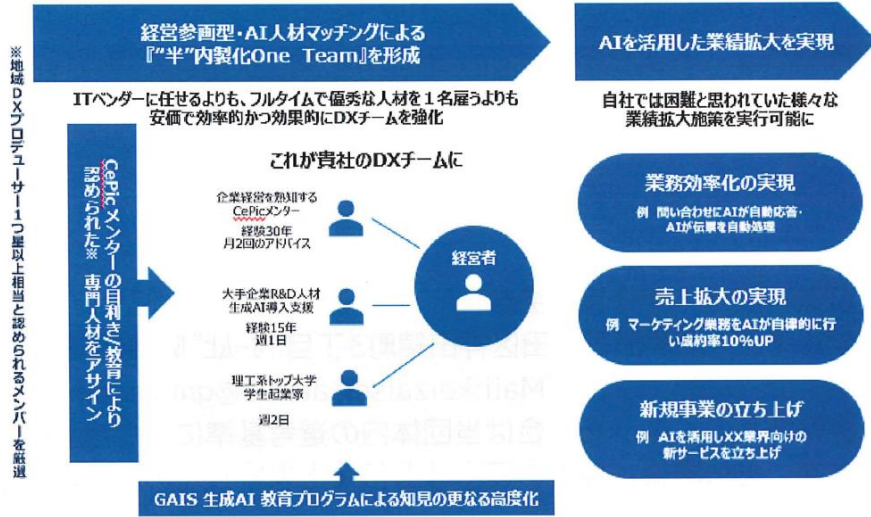 経営参画型・AI人材マッチングによる
『"半"内製化One Team』を形成
AIを活用した業績拡大を実現
※地域DXプロデューサー1つ星以上相当と認められるメンバーを厳選
ITベンダーに任せるよりも、フルタイムで優秀な人材を1名雇うよりも
安価で効率的かつ効果的にDXチームを強化
自社では困難と思われていた様々な
業績拡大施策を実行可能に
CePicメンターの目利き/教育により
認められた※ 専門人材をアサイン
これが貴社のDXチームに
企業経営を熟知する
CePicメンター
経験30年
月2回のアドバイス
大手企業R&D人材
生成AI導入支援
経験15年
週1日
理工系トップ大学
学生起業家
週2日
経営者
業務効率化の実現
例 問い合わせにAIが自動応答・
AIが伝票を自動処理
売上拡大の実現
例 マーケティング業務をAIが自律的に行
い成約率10%UP
新規事業の立ち上げ
例 AIを活用しXX業界向けの
新サービスを立ち上げ
GAIS 生成AI 教育プログラムによる知見の更なる高度化